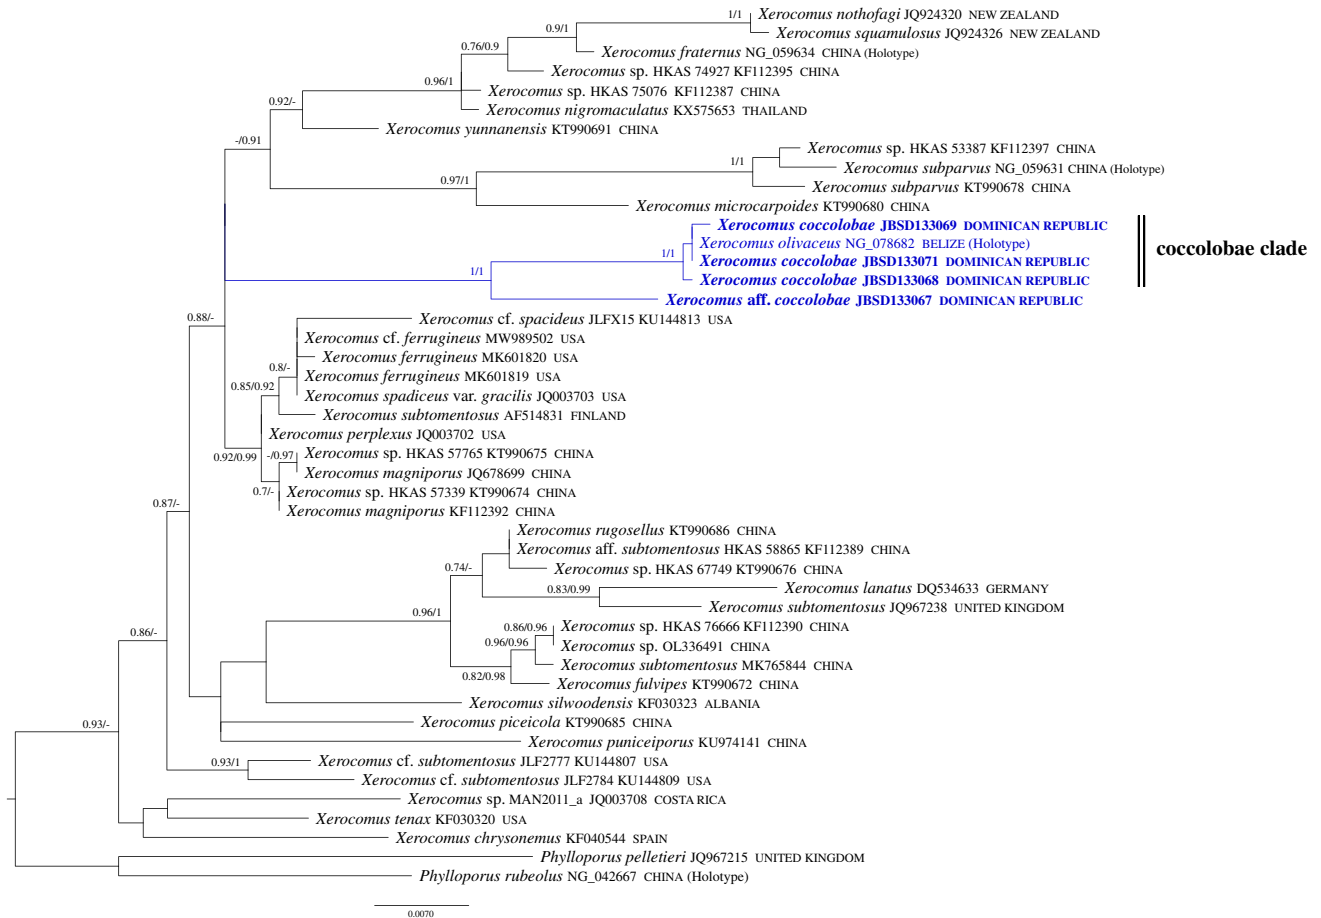 1/1
Xerocomus nothofagi JQ924320 NEW ZEALAND
0.9/1
Xerocomus squamulosus JQ924326 NEW ZEALAND
0.76/0.9
Xerocomus fraternus NG_059634 CHINA (Holotype)
Xerocomus sp. HKAS 74927 KF112395 CHINA
0.96/1
Xerocomus sp. HKAS 75076 KF112387 CHINA
0.92/-
Xerocomus nigromaculatus KX575653 THAILAND
Xerocomus yunnanensis KT990691 CHINA
-/0.91
Xerocomus sp. HKAS 53387 KF112397 CHINA
1/1
Xerocomus subparvus NG_059631 CHINA (Holotype)
0.97/1
Xerocomus subparvus KT990678 CHINA
Xerocomus microcarpoides KT990680 CHINA
Xerocomus coccolobae JBSD133069 DOMINICAN REPUBLIC
Xerocomus olivaceus NG_078682 BELIZE (Holotype)
coccolobae clade
1/1
Xerocomus coccolobae JBSD133071 DOMINICAN REPUBLIC
1/1
Xerocomus coccolobae JBSD133068 DOMINICAN REPUBLIC
Xerocomus aff. coccolobae JBSD133067 DOMINICAN REPUBLIC
0.88/-
Xerocomus cf. spacideus JLFX15 KU144813 USA
Xerocomus cf. ferrugineus MW989502 USA
Xerocomus ferrugineus MK601820 USA
0.8/-
Xerocomus ferrugineus MK601819 USA
0.85/0.92
Xerocomus spadiceus var. gracilis JQ003703 USA
Xerocomus subtomentosus AF514831 FINLAND
Xerocomus perplexus JQ003702 USA
0.92/0.99
-/0.97
Xerocomus sp. HKAS 57765 KT990675 CHINA
Xerocomus magniporus JQ678699 CHINA
0.7/-
Xerocomus sp. HKAS 57339 KT990674 CHINA
0.87/-
Xerocomus magniporus KF112392 CHINA
Xerocomus rugosellus KT990686 CHINA
Xerocomus aff. subtomentosus HKAS 58865 KF112389 CHINA
0.74/-
Xerocomus sp. HKAS 67749 KT990676 CHINA
0.83/0.99
Xerocomus lanatus DQ534633 GERMANY
0.96/1
Xerocomus subtomentosus JQ967238 UNITED KINGDOM
0.86/-
0.86/0.96
Xerocomus sp. HKAS 76666 KF112390 CHINA
0.96/0.96
Xerocomus sp. OL336491 CHINA
Xerocomus subtomentosus MK765844 CHINA
0.82/0.98
Xerocomus fulvipes KT990672 CHINA
Xerocomus silwoodensis KF030323 ALBANIA
0.93/-
Xerocomus piceicola KT990685 CHINA
Xerocomus puniceiporus KU974141 CHINA
0.93/1
Xerocomus cf. subtomentosus JLF2777 KU144807 USA
Xerocomus cf. subtomentosus JLF2784 KU144809 USA
Xerocomus sp. MAN2011_a JQ003708 COSTA RICA
Xerocomus tenax KF030320 USA
Xerocomus chrysonemus KF040544 SPAIN
Phylloporus pelletieri JQ967215 UNITED KINGDOM
Phylloporus rubeolus NG_042667 CHINA (Holotype)
0.0070